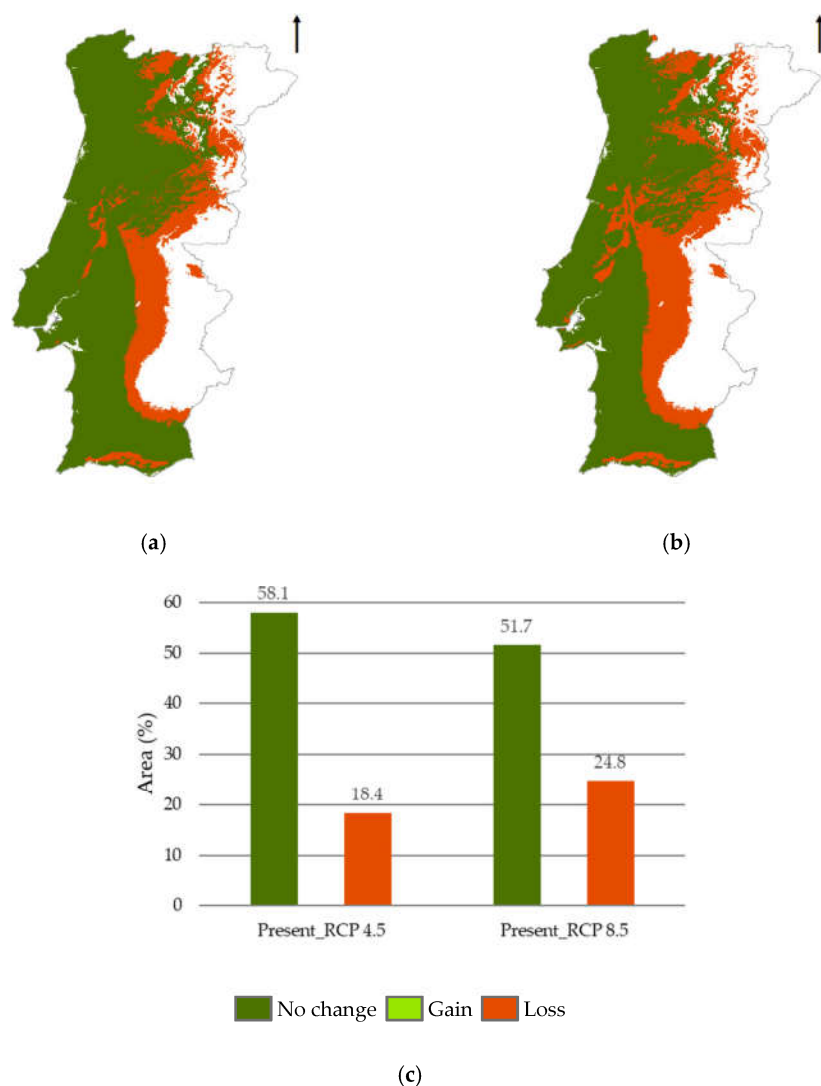 (a)
(b)
58.1
18.4
51.7
24.8
60
50
40
30
20
10
0
Area (%)
Present_RCP 4.5
Present_RCP 8.5
No change
Gain
Loss
(c)